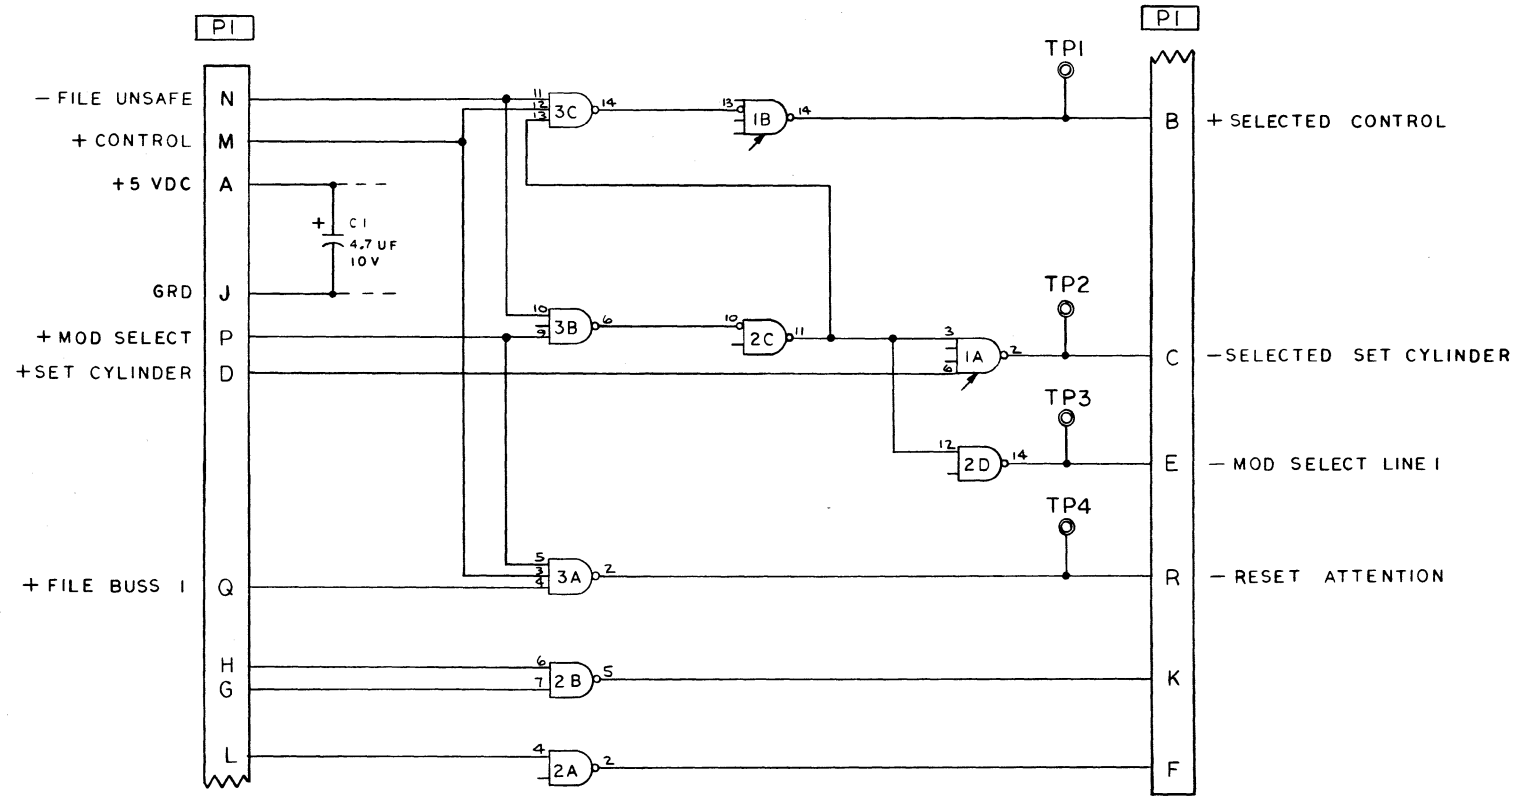 P1
P1
TP1
− FILE UNSAFE N
11
12
13
3C
14
13
1B
14
B + SELECTED CONTROL
+ CONTROL M
+5 VDC A
+ C1
4.7 UF
10V
GRD J
TP2
+ MOD SELECT P
10
9
3B
6
10
2C
11
3
6
1A
2
C −SELECTED SET CYLINDER
+SET CYLINDER D
TP3
12
2D
14
E − MOD SELECT LINE 1
TP4
+ FILE BUSS 1 Q
5
3
4
3A
2
R − RESET ATTENTION
H
G
6
7
2B
5
K
L
4
2A
2
F